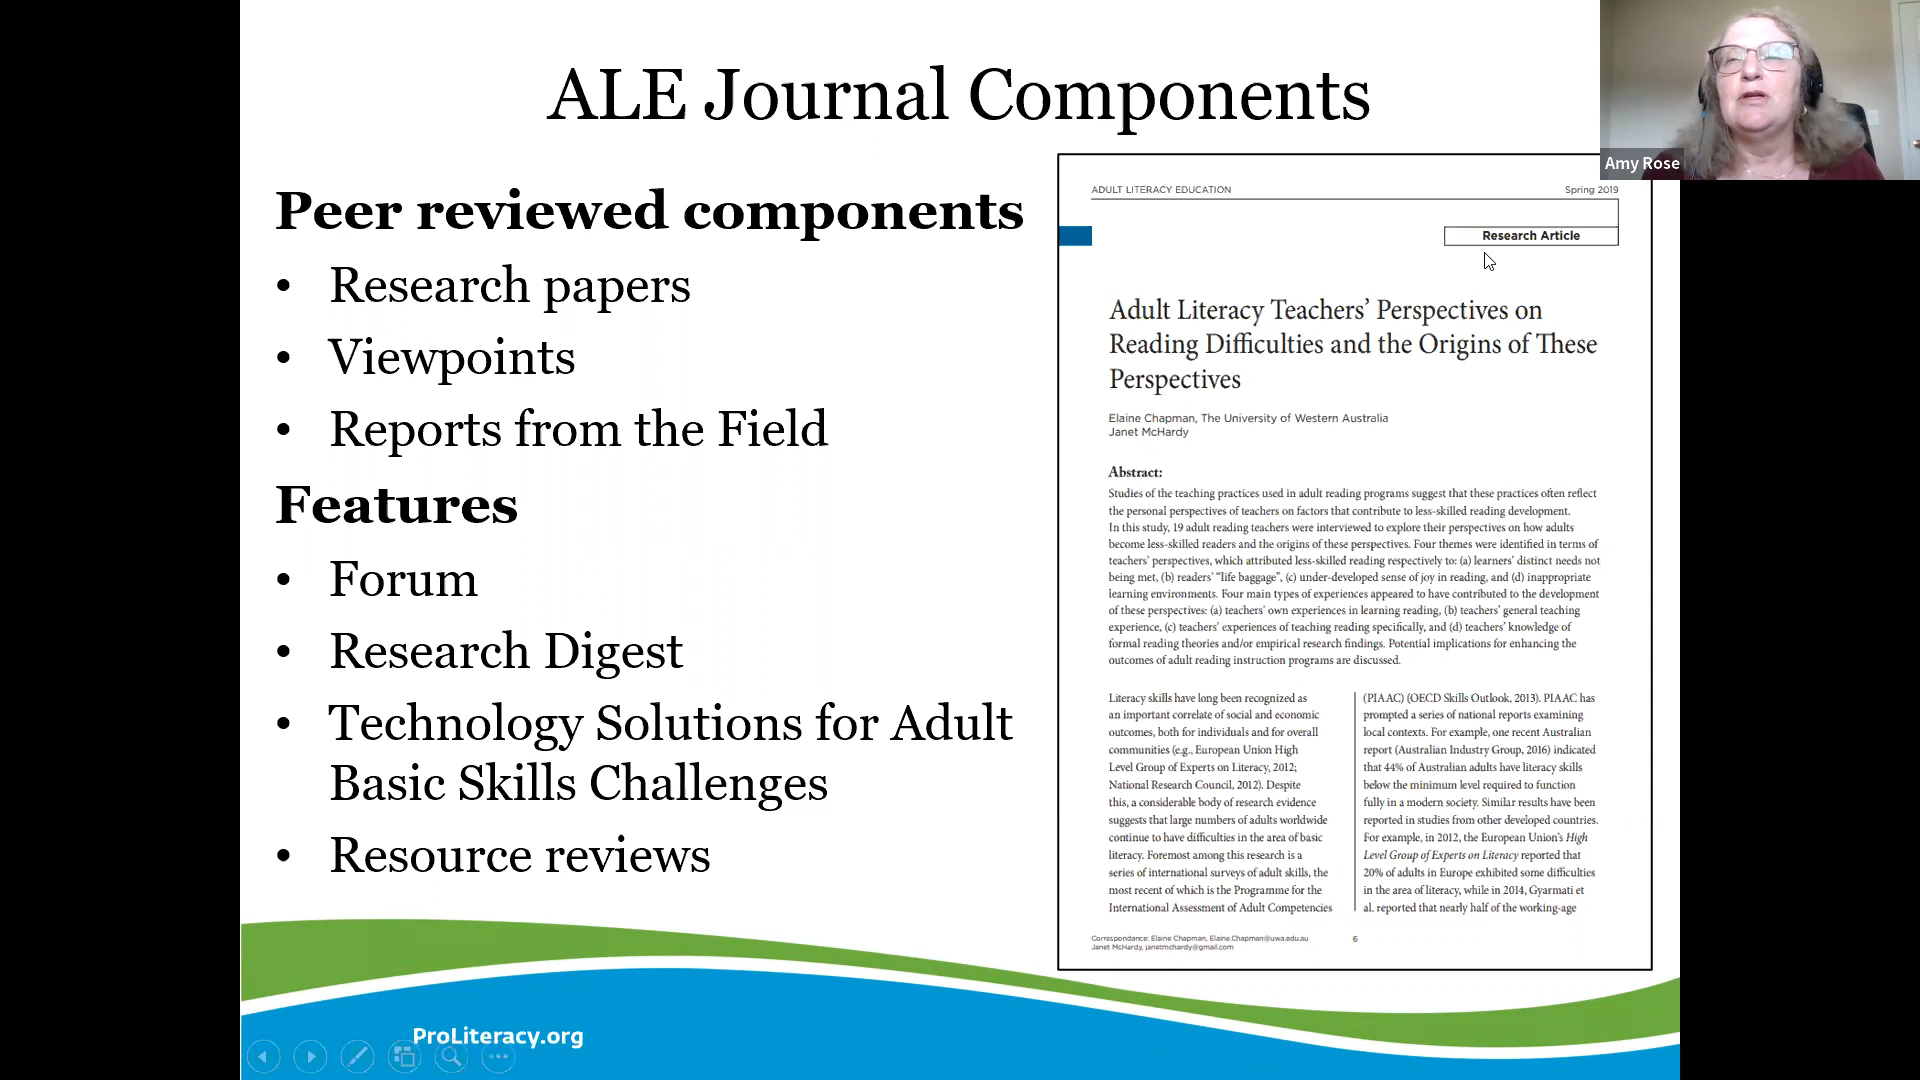 ALE Journal Components
Peer reviewed components
• Research papers
• Viewpoints
• Reports from the Field
Features
• Forum
• Research Digest
• Technology Solutions for Adult
Basic Skills Challenges
• Resource reviews
ADULT LITERACY EDUCATION
Spring 2019
Research Article
Adult Literacy Teachers’ Perspectives on
Reading Difficulties and the Origins of These
Perspectives
Elaine Chapman, The University of Western Australia
Janet McHardy
Abstract:
Studies of the teaching practices used in adult reading programs suggest that these practices often reflect
the personal perspectives of teachers on factors that contribute to less-skilled reading development.
In this study, 19 adult reading teachers were interviewed to explore their perspectives on how adults
become less-skilled readers and the origins of these perspectives. Four themes were identified in terms of
teachers’ perspectives, which attributed less-skilled reading respectively to: (a) learners’ distinct needs not
being met, (b) readers’ “life baggage”, (c) under-developed sense of joy in reading, and (d) inappropriate
learning environments. Four main types of experiences appeared to have contributed to the development
of these perspectives: (a) teachers’ own experiences in learning reading, (b) teachers’ general teaching
experience, (c) teachers’ experiences of teaching reading specifically, and (d) teachers’ knowledge of
formal reading theories and/or empirical research findings. Potential implications for enhancing the
outcomes of adult reading instruction programs are discussed.
Literacy skills have long been recognized as
an important correlate of social and economic
outcomes, both for individuals and for overall
communities (e.g., European Union High
Level Group of Experts on Literacy, 2012;
National Research Council, 2012). Despite
this, a considerable body of research evidence
suggests that large numbers of adults worldwide
continue to have difficulties in the area of basic
literacy. Foremost among this research is a
series of international surveys of adult skills, the
most recent of which is the Programme for the
International Assessment of Adult Competencies
(PIAAC) (OECD Skills Outlook, 2013). PIAAC has
prompted a series of national reports examining
local contexts. For example, one recent Australian
report (Australian Industry Group, 2016) indicated
that 44% of Australian adults have literacy skills
below the minimum level required to function
fully in a modern society. Similar results have been
reported in studies from other developed countries.
For example, in 2012, the European Union’s High
Level Group of Experts on Literacy reported that
20% of adults in Europe exhibited some difficulties
in the area of literacy, while in 2014, Gyarmati et
al. reported that nearly half of the working-age
Correspondance: Elaine Chapman, Elaine.Chapman@uwa.edu.au
Janet McHardy, janetmchardy@gmail.com
6
ProLiteracy.org
Amy Rose